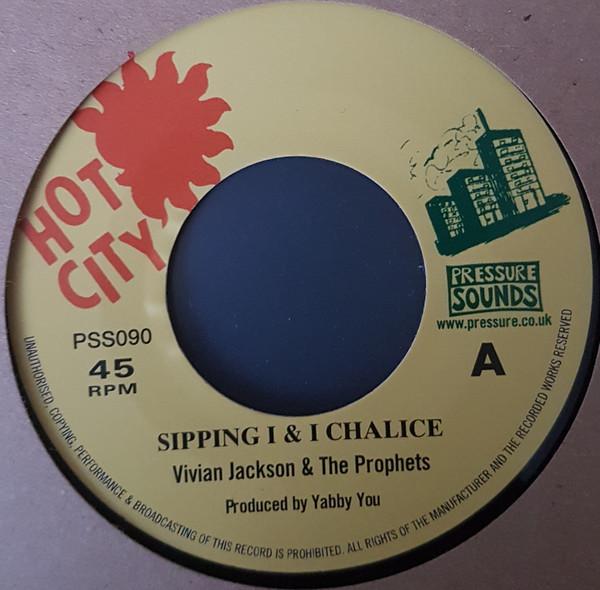 HOT
CITY
PRESSURE
SOUNDS
www.pressure.co.uk
PSS090
45
RPM
A
SIPPING I & I CHALICE
Vivian Jackson & The Prophets
Produced by Yabby You
UNAUTHORISED, COPYING, PERFORMANCE & BROADCASTING OF THIS RECORD IS PROHIBITED. ALL RIGHTS OF THE MANUFACTURER AND THE RECORDED WORKS RESERVED